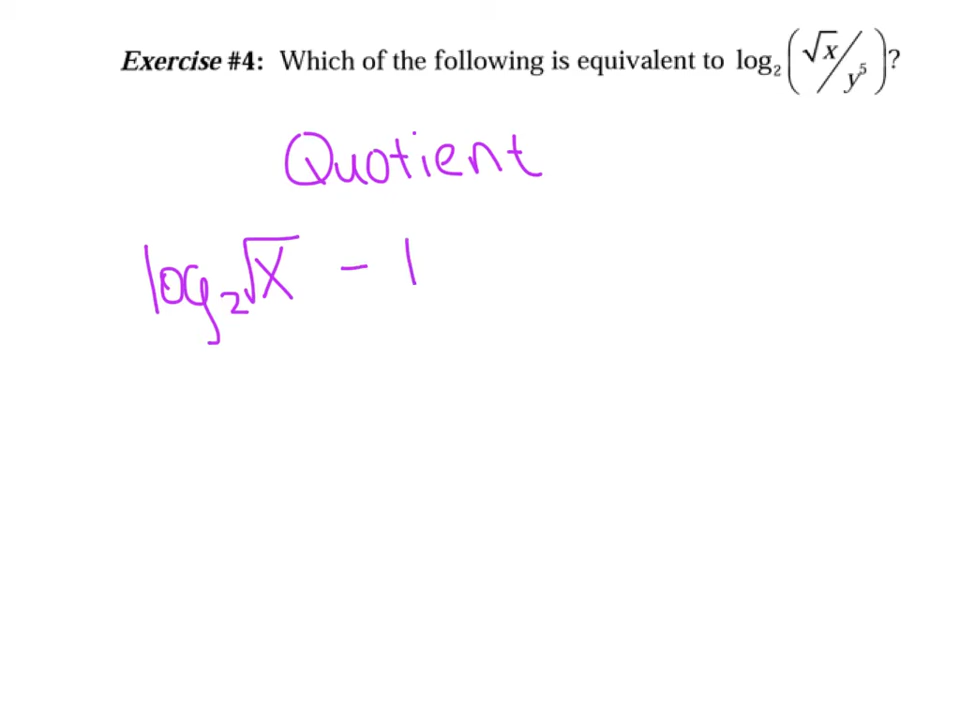 Exercise #4: Which of the following is equivalent to log₂(√x/y⁵)?
Quotient
log₂√x - l